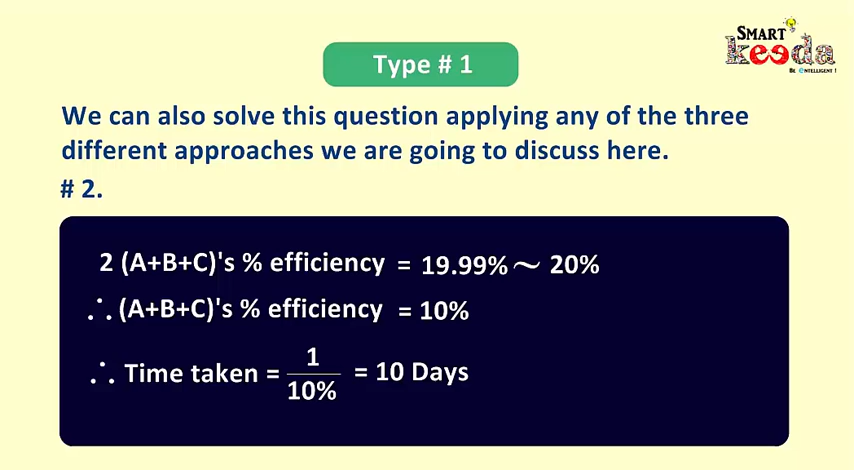 SMART
keeda
BE eNTELLIGENT !
Type # 1
We can also solve this question applying any of the three
different approaches we are going to discuss here.
# 2.
2 (A+B+C)'s % efficiency = 19.99% ~ 20%
∴ (A+B+C)'s % efficiency = 10%
∴ Time taken = 1/10% = 10 Days